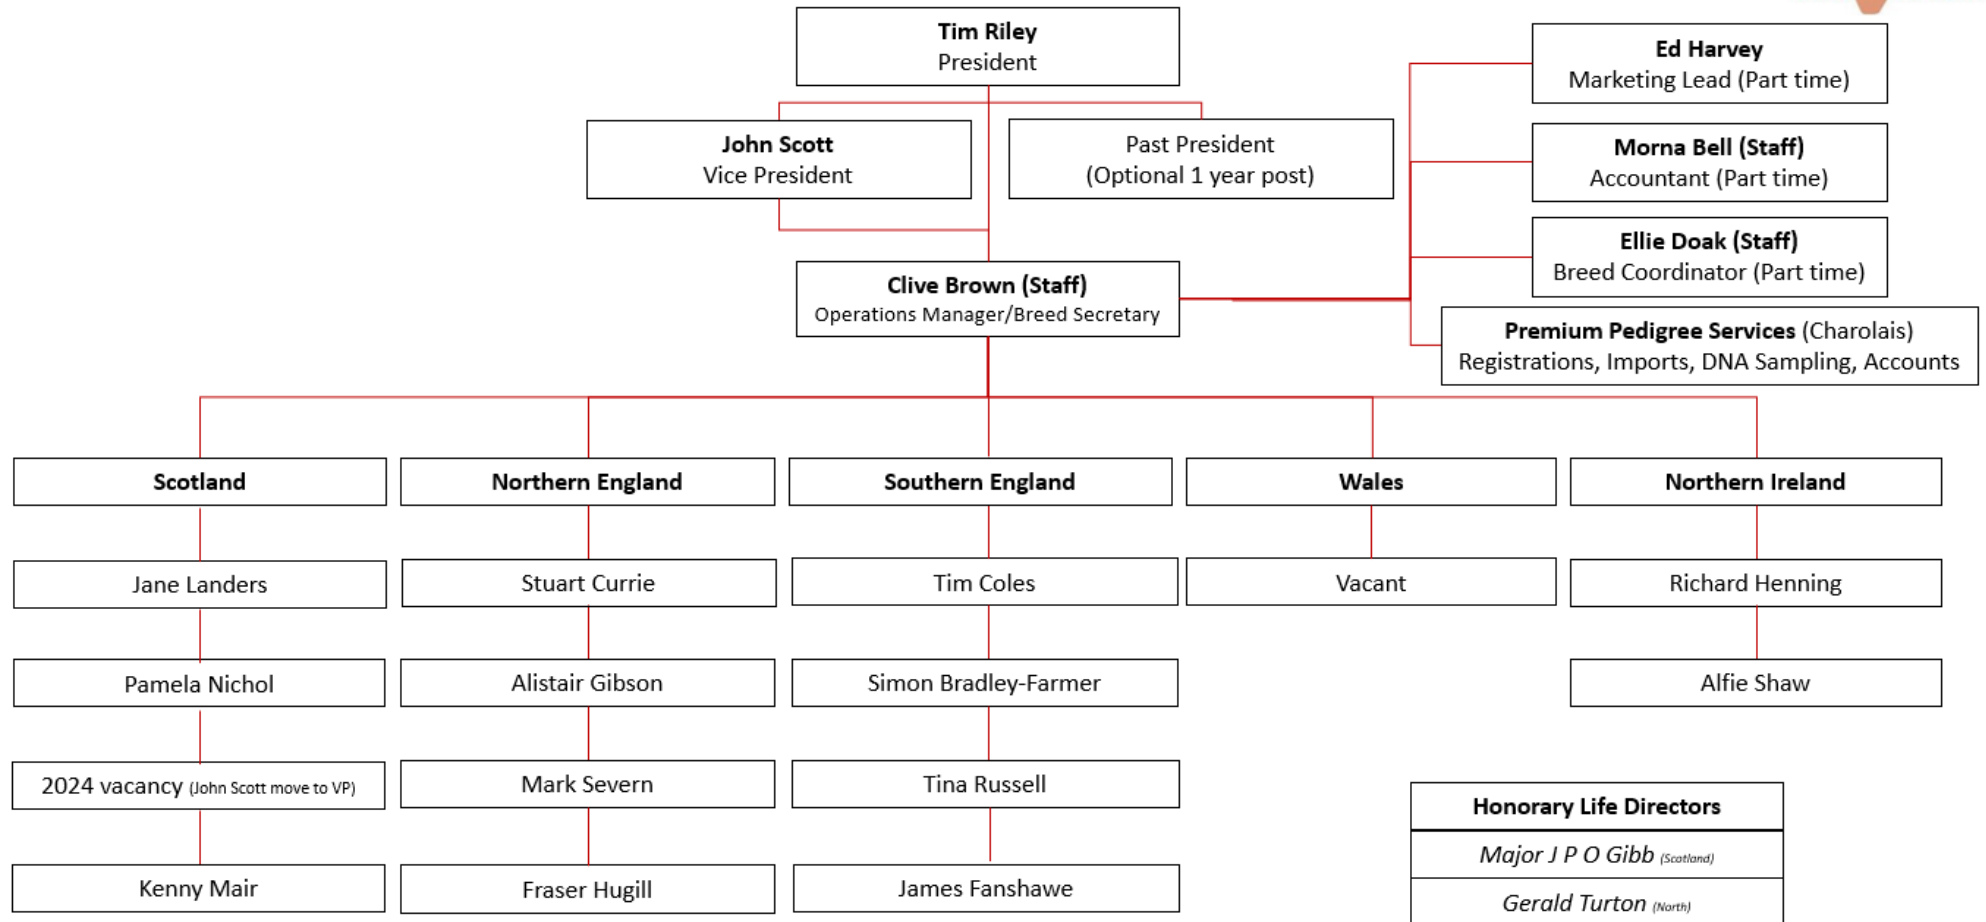 Tim Riley
President
John Scott
Vice President
Past President
(Optional 1 year post)
Clive Brown (Staff)
Operations Manager/Breed Secretary
Ed Harvey
Marketing Lead (Part time)
Morna Bell (Staff)
Accountant (Part time)
Ellie Doak (Staff)
Breed Coordinator (Part time)
Premium Pedigree Services (Charolais)
Registrations, Imports, DNA Sampling, Accounts
Scotland
Jane Landers
Pamela Nichol
2024 vacancy (John Scott move to VP)
Kenny Mair
Northern England
Stuart Currie
Alistair Gibson
Mark Severn
Fraser Hugill
Southern England
Tim Coles
Simon Bradley-Farmer
Tina Russell
James Fanshawe
Wales
Vacant
Northern Ireland
Richard Henning
Alfie Shaw
Honorary Life Directors
Major J P O Gibb (Scotland)
Gerald Turton (North)